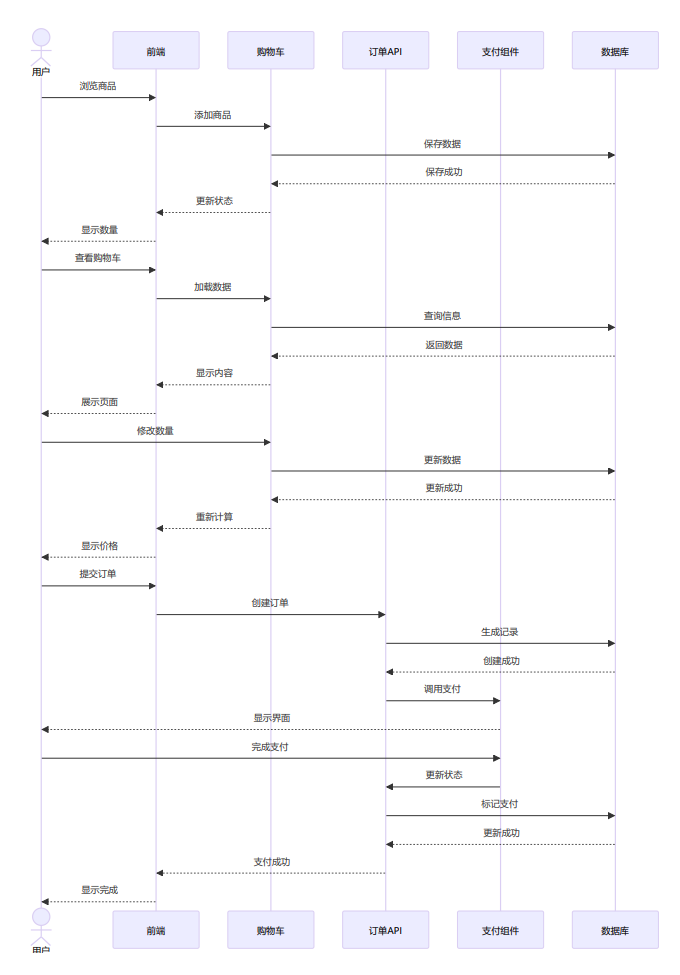 用户
前端
购物车
订单API
支付组件
数据库
浏览商品
添加商品
保存数据
保存成功
更新状态
显示数量
查看购物车
加载数据
查询信息
返回数据
显示内容
展示页面
修改数量
更新数据
更新成功
重新计算
显示价格
提交订单
创建订单
生成记录
创建成功
调用支付
显示界面
完成支付
更新状态
标记支付
更新成功
支付成功
显示完成
用户
前端
购物车
订单API
支付组件
数据库